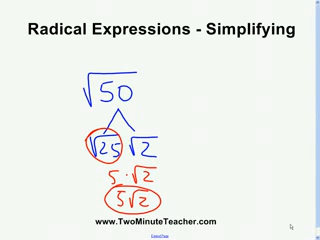 Radical Expressions - Simplifying
√50
√25 √2
5 · √2
5√2
www.TwoMinuteTeacher.com